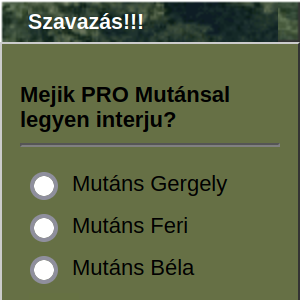 Szavazás!!!
Mejik PRO Mutánsal
legyen interju?
Mutáns Gergely
Mutáns Feri
Mutáns Béla